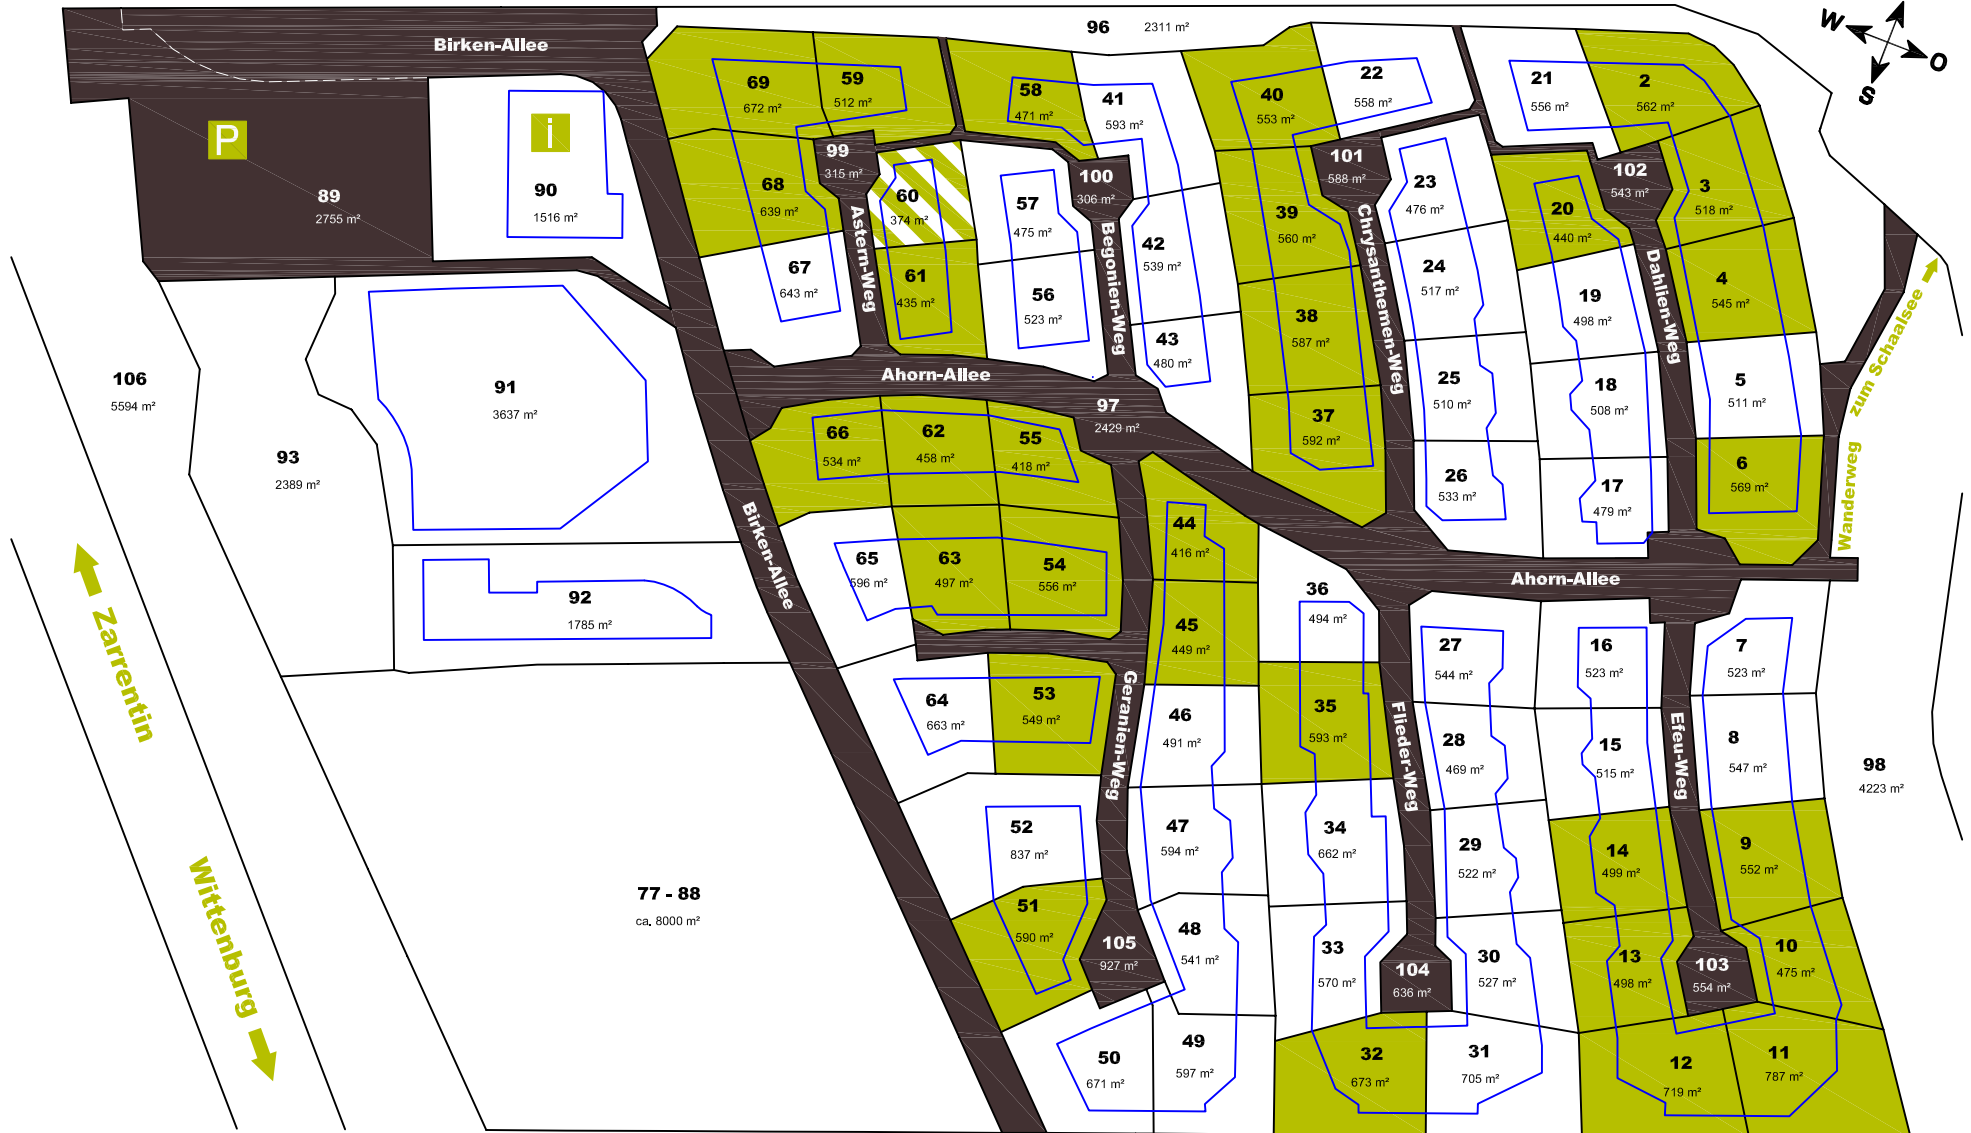 Birken-Allee
96 2311 m²
W
O
S
P
i
89
2755 m²
90
1516 m²
69
672 m²
59
512 m²
58
471 m²
41
593 m²
40
553 m²
22
558 m²
21
556 m²
2
562 m²
68
639 m²
99
315 m²
60
374 m²
57
475 m²
100
306 m²
42
539 m²
39
560 m²
101
588 m²
23
476 m²
20
440 m²
102
543 m²
3
518 m²
67
643 m²
Astern-Weg
61
435 m²
56
523 m²
Begonien-Weg
43
480 m²
38
587 m²
Chrysanthemen-Weg
24
517 m²
19
498 m²
Dahlien-Weg
4
545 m²
106
5594 m²
93
2389 m²
91
3637 m²
Ahorn-Allee
97
2429 m²
37
592 m²
25
510 m²
18
508 m²
5
511 m²
Wanderweg zum Schaalsee
66
534 m²
62
458 m²
55
418 m²
26
533 m²
17
479 m²
6
569 m²
Birken-Allee
65
596 m²
63
497 m²
54
556 m²
44
416 m²
Ahorn-Allee
92
1785 m²
45
449 m²
36
494 m²
27
544 m²
16
523 m²
7
523 m²
Zarrentin
64
663 m²
53
549 m²
Geranien-Weg
46
491 m²
35
593 m²
Flieder-Weg
28
469 m²
15
515 m²
Efeu-Weg
8
547 m²
98
4223 m²
52
837 m²
47
594 m²
34
662 m²
29
522 m²
14
499 m²
9
552 m²
Wittenburg
77 - 88
ca. 8000 m²
51
590 m²
105
927 m²
48
541 m²
33
570 m²
104
636 m²
30
527 m²
13
498 m²
103
554 m²
10
475 m²
50
671 m²
49
597 m²
32
673 m²
31
705 m²
12
719 m²
11
787 m²